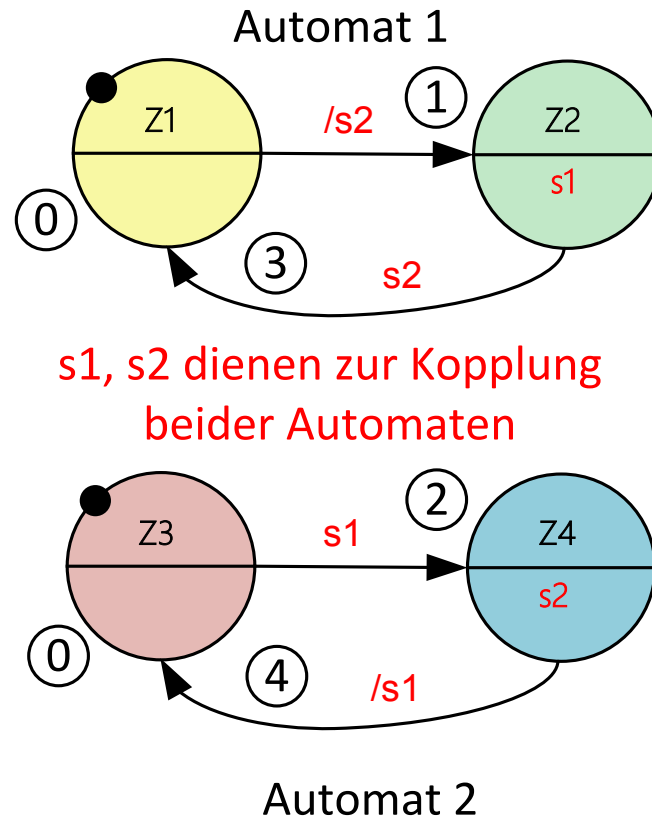 Automat 1
Z1
/s2
1
Z2
s1
0
3
s2
s1, s2 dienen zur Kopplung
beider Automaten
Z3
s1
2
Z4
s2
0
4
/s1
Automat 2